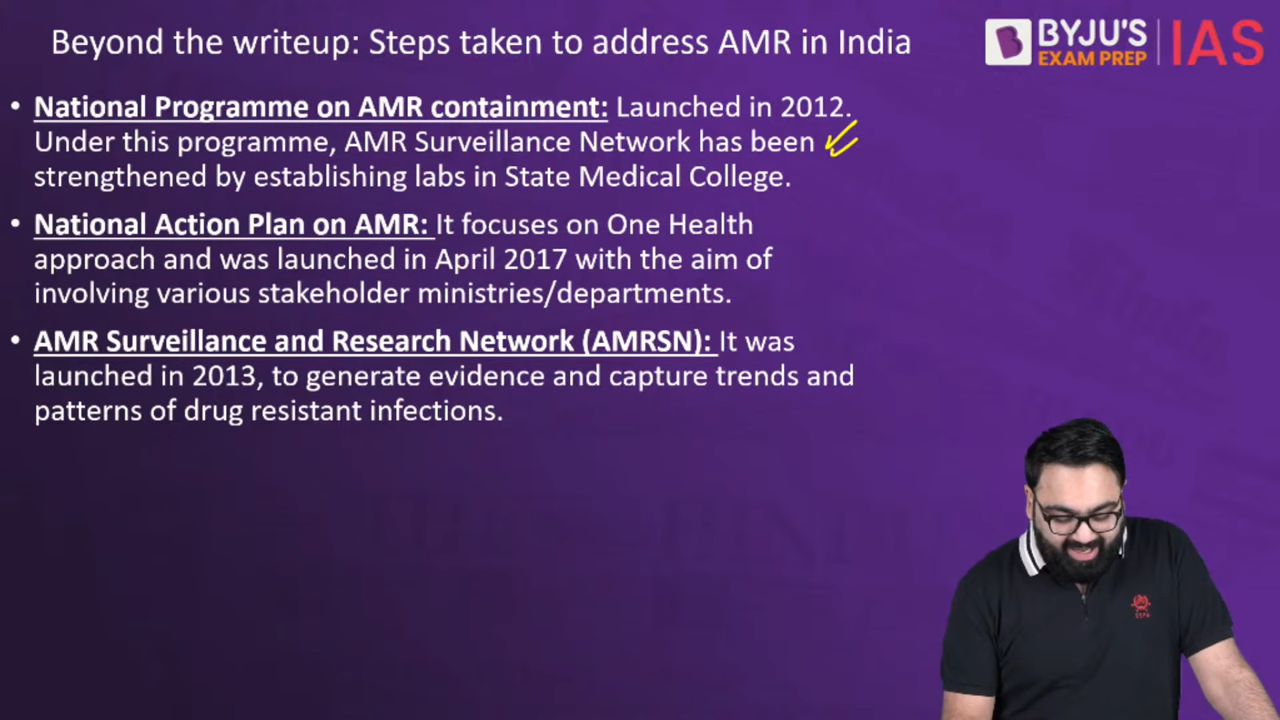 Beyond the writeup: Steps taken to address AMR in India
BYJU'S
EXAM PREP
IAS
• National Programme on AMR containment: Launched in 2012.
Under this programme, AMR Surveillance Network has been
strengthened by establishing labs in State Medical College.
• National Action Plan on AMR: It focuses on One Health
approach and was launched in April 2017 with the aim of
involving various stakeholder ministries/departments.
• AMR Surveillance and Research Network (AMRSN): It was
launched in 2013, to generate evidence and capture trends and
patterns of drug resistant infections.